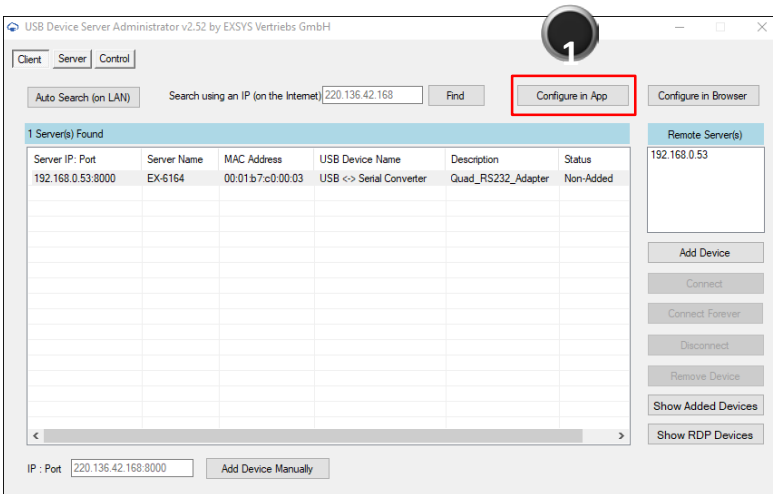 USB Device Server Administrator v2.52 by EXSYS Vertriebs GmbH
1
Client Server Control
Auto Search (on LAN) Search using an IP (on the Internet) 220.136.42.168 Find Configure in App Configure in Browser
1 Server(s) Found Remote Server(s)
Server IP: Port Server Name MAC Address USB Device Name Description Status 192.168.0.53
192.168.0.53:8000 EX-6164 00:01:b7:c0:00:03 USB <-> Serial Converter Quad_RS232_Adapter Non-Added
Add Device
Connect
Connect Forever
Disconnect
Remove Device
Show Added Devices
Show RDP Devices
IP : Port 220.136.42.168:8000 Add Device Manually